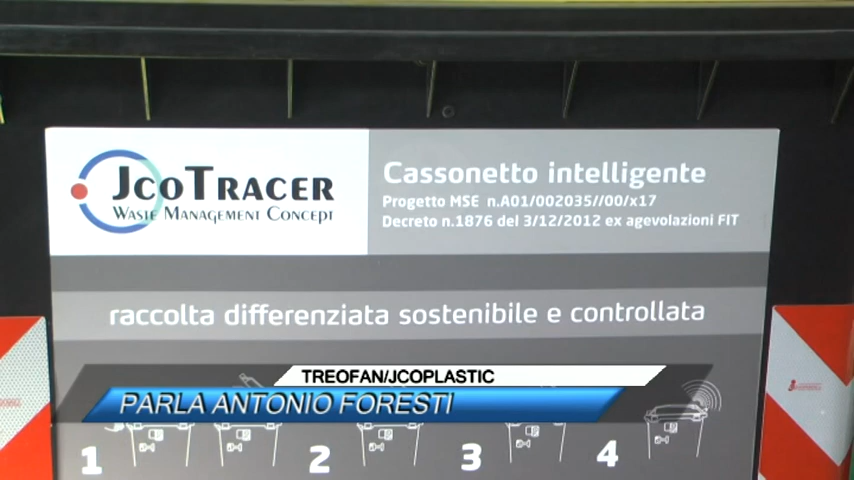 JcoTracer
Waste Management Concept
Cassonetto intelligente
Progetto MSE n.A01/002035//00/x17
Decreto n.1876 del 3/12/2012 ex agevolazioni FIT
raccolta differenziata sostenibile e controllata
TREOFAN/JCOPLASTIC
PARLA ANTONIO FORESTI
1 2 3 4